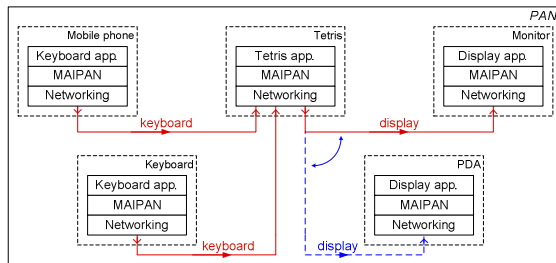 PAN
Mobile phone
Keyboard app.
MAIPAN
Networking
Tetris
Tetris app.
MAIPAN
Networking
Monitor
Display app.
MAIPAN
Networking
keyboard
display
Keyboard
Keyboard app.
MAIPAN
Networking
PDA
Display app.
MAIPAN
Networking
keyboard
display